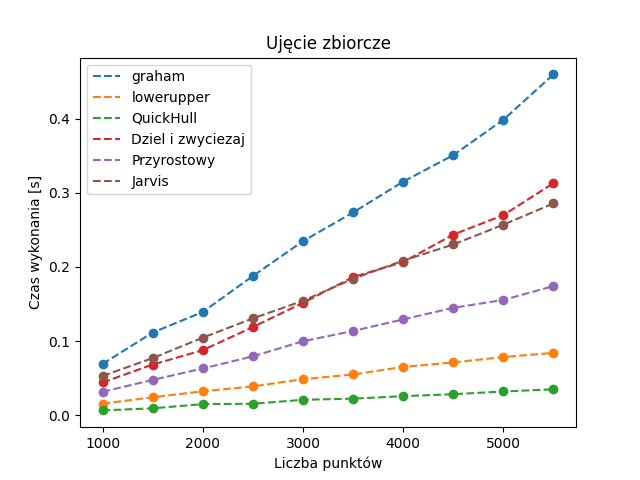 Ujęcie zbiorcze
graham
lowerupper
QuickHull
Dziel i zwyciezaj
Przyrostowy
Jarvis
Czas wykonania [s]
0.4
0.3
0.2
0.1
0.0
1000 2000 3000 4000 5000
Liczba punktów